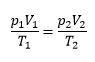 p₁V₁/T₁ = p₂V₂/T₂